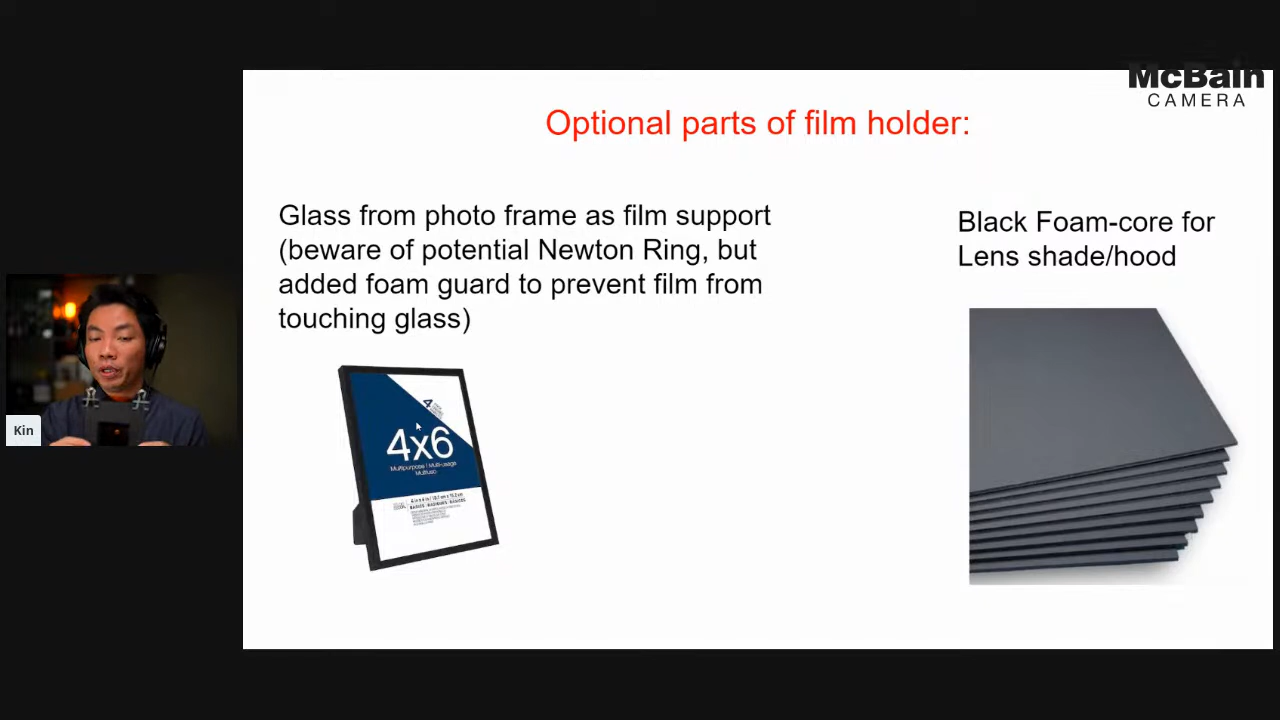 McBain
CAMERA
Optional parts of film holder:
Glass from photo frame as film support
(beware of potential Newton Ring, but
added foam guard to prevent film from
touching glass)
Black Foam-core for
Lens shade/hood
4
4x6
Multipurpose | Multi-usage
Multiuso
Kin